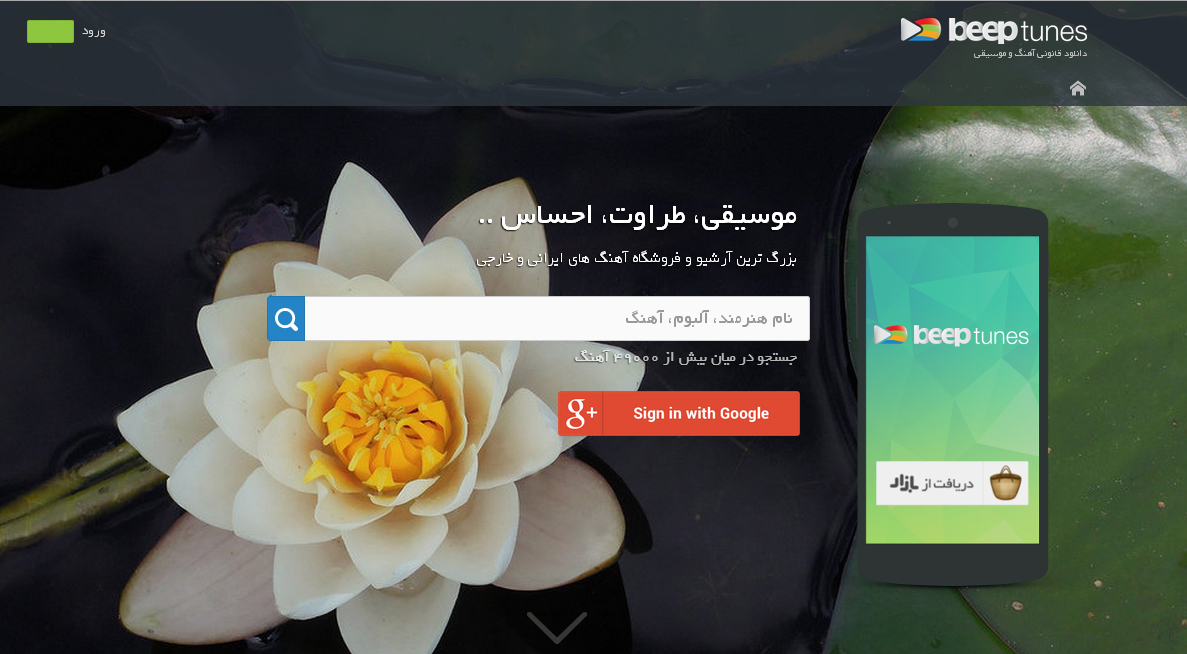 beeptunes
دانلود قانونی آهنگ و موسیقی
ورود
موسیقی، طراوت، احساس ..
بزرگ ترین آرشیو و فروشگاه آهنگ های ایرانی و خارجی
نام هنرمند، آلبوم، آهنگ
جستجو در میان بیش از ۴۹۰۰۰ آهنگ
g+ Sign in with Google
beeptunes
دریافت از بازار